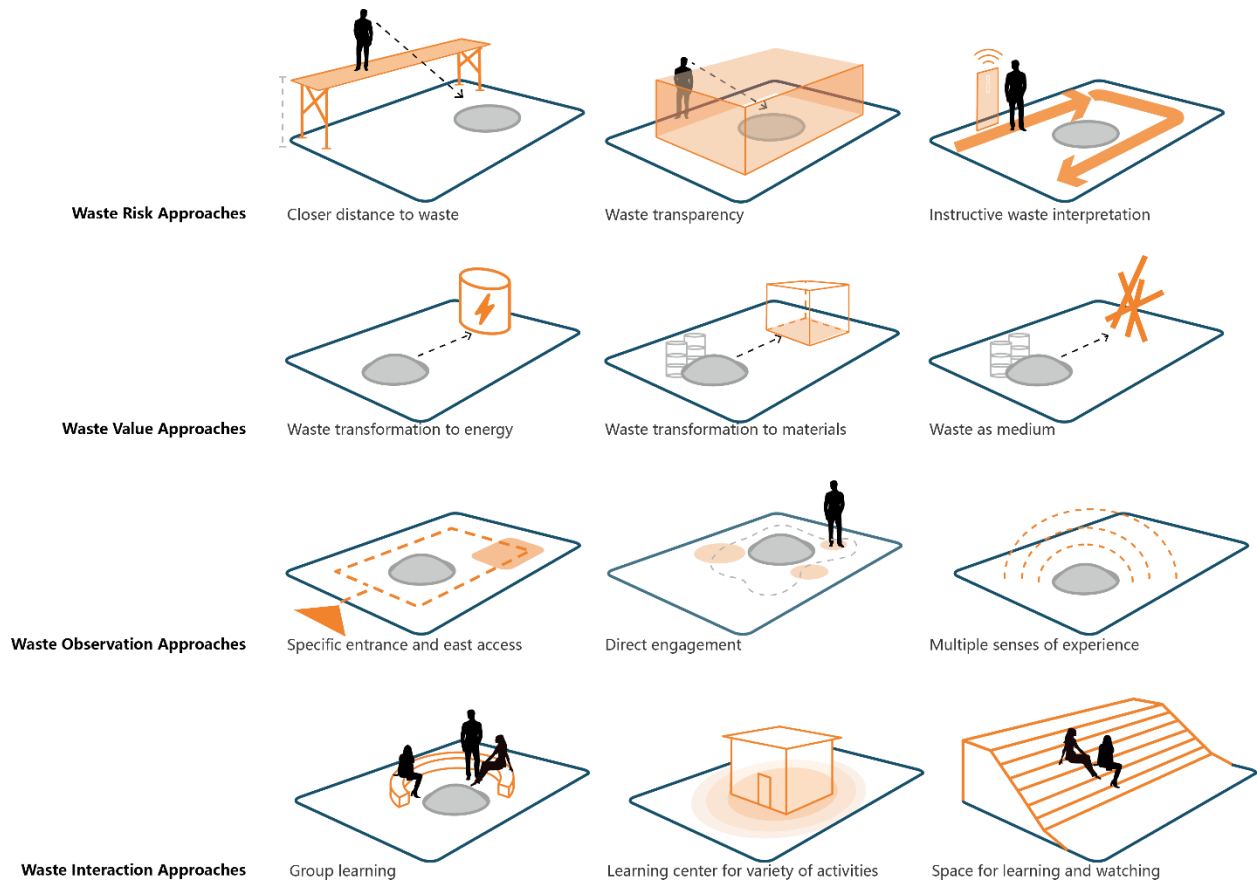 Waste Risk Approaches
Closer distance to waste
Waste transparency
Instructive waste interpretation
Waste Value Approaches
Waste transformation to energy
Waste transformation to materials
Waste as medium
Waste Observation Approaches
Specific entrance and east access
Direct engagement
Multiple senses of experience
Waste Interaction Approaches
Group learning
Learning center for variety of activities
Space for learning and watching